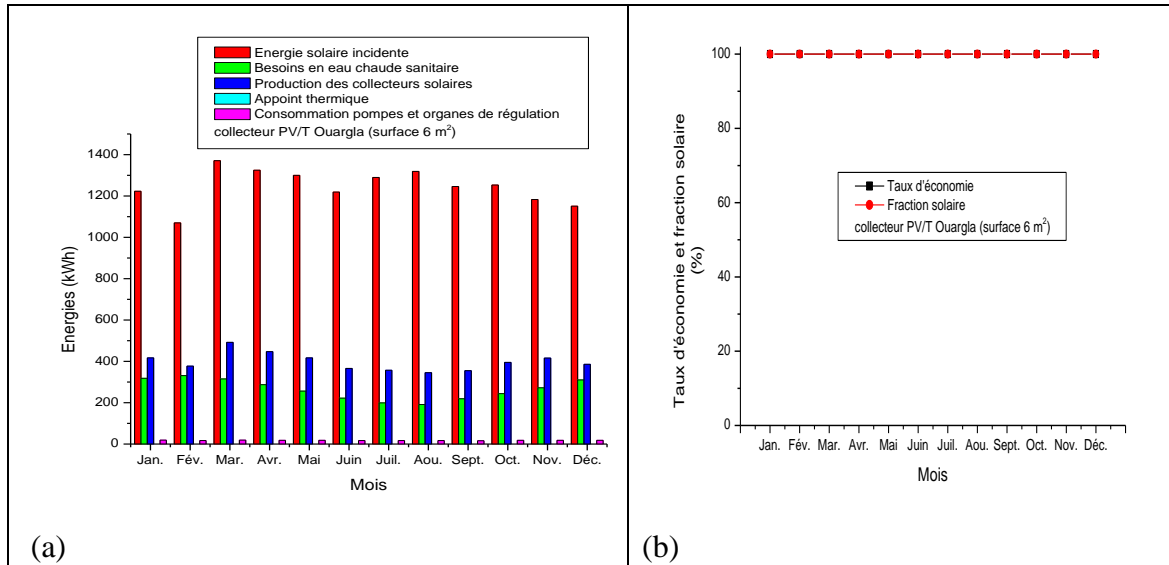 Energie solaire incidente
Besoins en eau chaude sanitaire
Production des collecteurs solaires
Appoint thermique
Consommation pompes et organes de régulation
collecteur PV/T Ouargla (surface 6 m²)
Energies (kWh)
1400
1200
1000
800
600
400
200
0
Jan. Fév. Mar. Avr. Mai Juin Juil. Aou. Sept. Oct. Nov. Déc.
Mois
(a)
Taux d'économie et fraction solaire
(%)
100
80
60
40
20
0
Taux d'économie
Fraction solaire
collecteur PV/T Ouargla (surface 6 m²)
Jan. Fév. Mar. Avr. Mai Juin Juil. Aou. Sept. Oct. Nov. Déc.
Mois
(b)